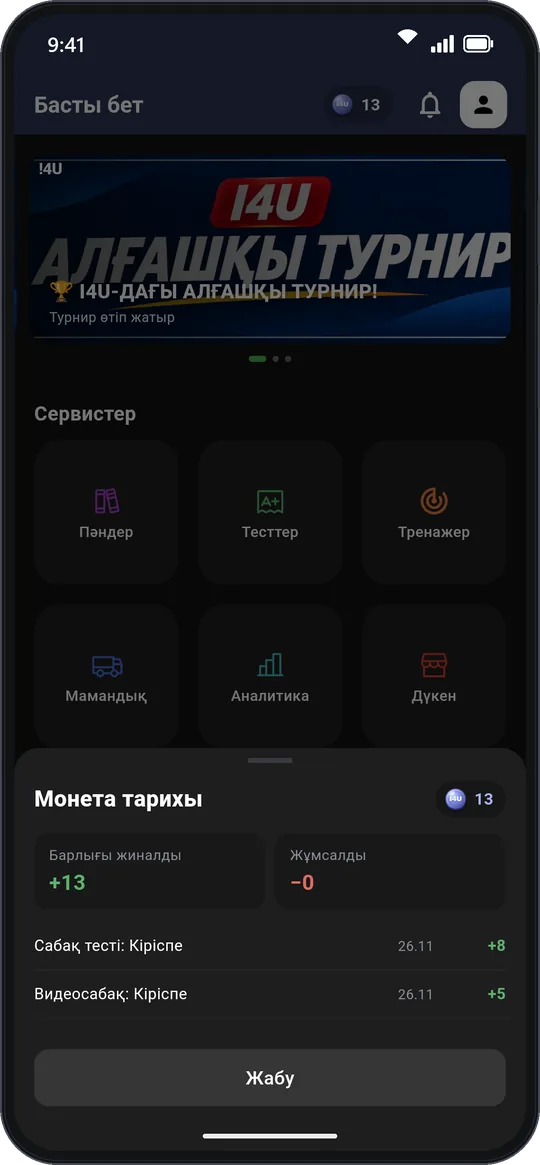 9:41
Басты бет
I4U 13
!4U
I4U
АЛҒАШҚЫ ТУРНИР
🏆 I4U-ДАҒЫ АЛҒАШҚЫ ТУРНИР!
Турнир өтіп жатыр
Сервистер
Пәндер
A+ Тесттер
Тренажер
Мамандық
Аналитика
Дүкен
Монета тарихы
I4U 13
Барлығы жиналды
+13
Жұмсалды
−0
Сабақ тесті: Кіріспе 26.11 +8
Видеосабақ: Кіріспе 26.11 +5
Жабу